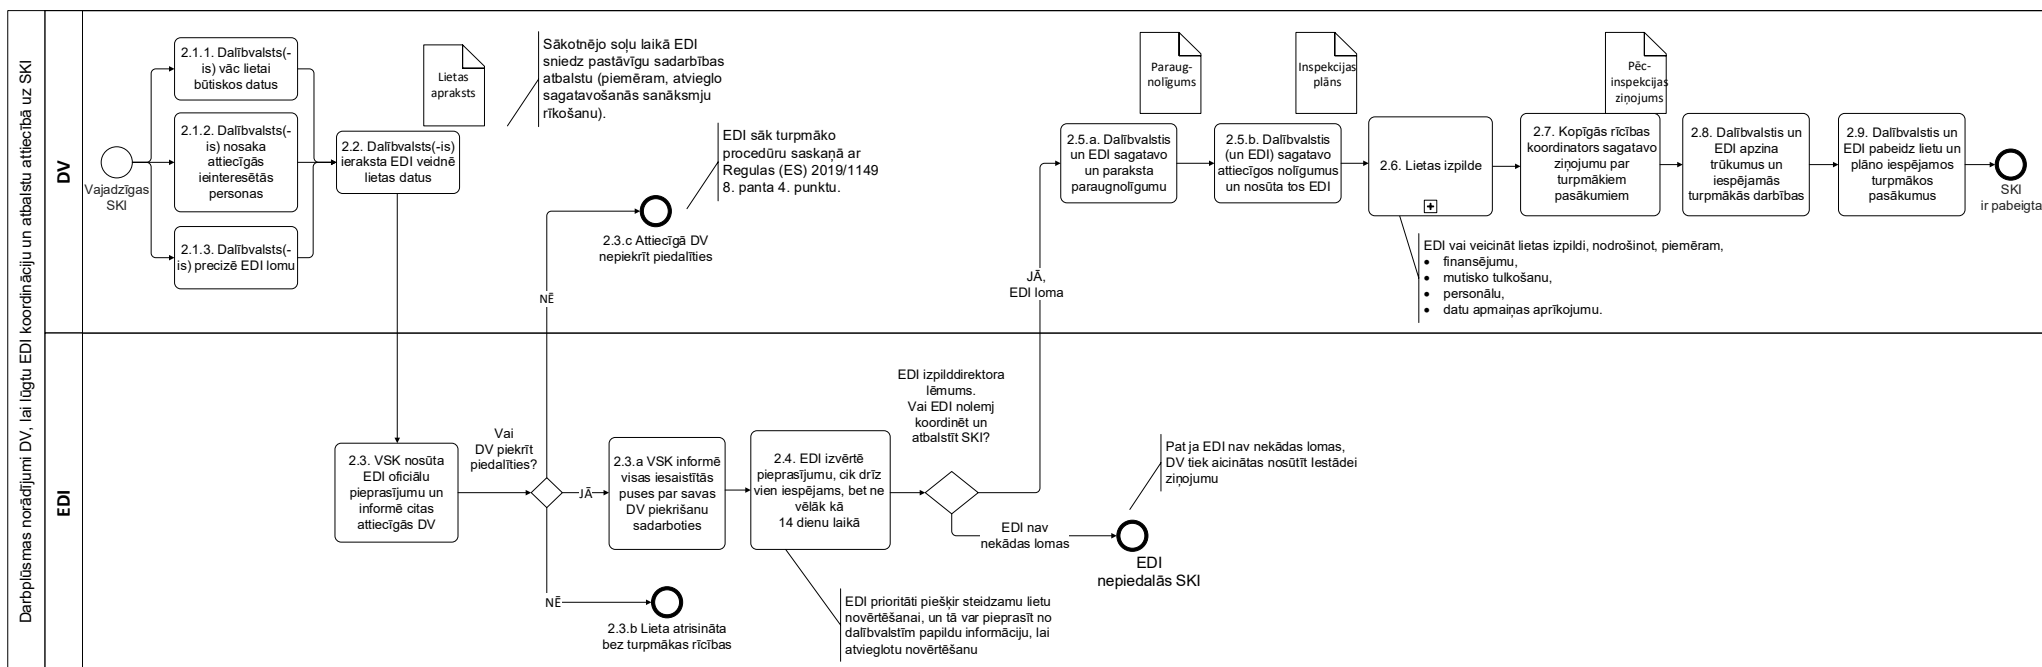 Darbplūsmas norādījumi DV, lai lūgtu EDI koordināciju un atbalstu attiecībā uz SKI
DV
Vajadzīgas
SKI
2.1.1. Dalībvalsts(-
is) vāc lietai
būtiskos datus
2.1.2. Dalībvalsts(-
is) nosaka
attiecīgās
ieinteresētās
personas
2.1.3. Dalībvalsts(-
is) precizē EDI lomu
2.2. Dalībvalsts(-is)
ieraksta EDI veidnē
lietas datus
Lietas
apraksts
Sākotnējo soļu laikā EDI
sniedz pastāvīgu sadarbības
atbalstu (piemēram, atvieglo
sagatavošanās sanāksmju
rīkošanu).
EDI sāk turpmāko
procedūru saskaņā ar
Regulas (ES) 2019/1149
8. panta 4. punktu.
2.3.c Attiecīgā DV
nepiekrīt piedalīties
NĒ
JĀ,
EDI loma
Paraug-
nolīgums
2.5.a. Dalībvalstis
un EDI sagatavo
un paraksta
paraugnolīgumu
Inspekcijas
plāns
2.5.b. Dalībvalstis
(un EDI) sagatavo
attiecīgos nolīgumus
un nosūta tos EDI
2.6. Lietas izpilde
EDI vai veicināt lietas izpildi, nodrošinot, piemēram,
• finansējumu,
• mutisko tulkošanu,
• personālu,
• datu apmaiņas aprīkojumu.
Pēc-
inspekcijas
ziņojums
2.7. Kopīgās rīcības
koordinators sagatavo
ziņojumu par
turpmākiem
pasākumiem
2.8. Dalībvalstis un
EDI apzina
trūkumus un
iespējamās
turpmākās darbības
2.9. Dalībvalstis un
EDI pabeidz lietu un
plāno iespējamos
turpmākos
pasākumus
SKI
ir pabeigta
EDI
2.3. VSK nosūta
EDI oficiālu
pieprasījumu un
informē citas
attiecīgās DV
Vai
DV piekrīt
piedalīties?
JĀ
NĒ
2.3.b Lieta atrisināta
bez turpmākas rīcības
2.3.a VSK informē
visas iesaistītās
puses par savas
DV piekrišanu
sadarboties
2.4. EDI izvērtē
pieprasījumu, cik drīz
vien iespējams, bet ne
vēlāk kā
14 dienu laikā
EDI prioritāti piešķir steidzamu lietu
novērtēšanai, un tā var pieprasīt no
dalībvalstīm papildu informāciju, lai
atvieglotu novērtēšanu
EDI izpilddirektora
lēmums.
Vai EDI nolemj
koordinēt un
atbalstīt SKI?
EDI nav
nekādas lomas
EDI
nepiedalās SKI
Pat ja EDI nav nekādas lomas,
DV tiek aicinātas nosūtīt Iestādei
ziņojumu